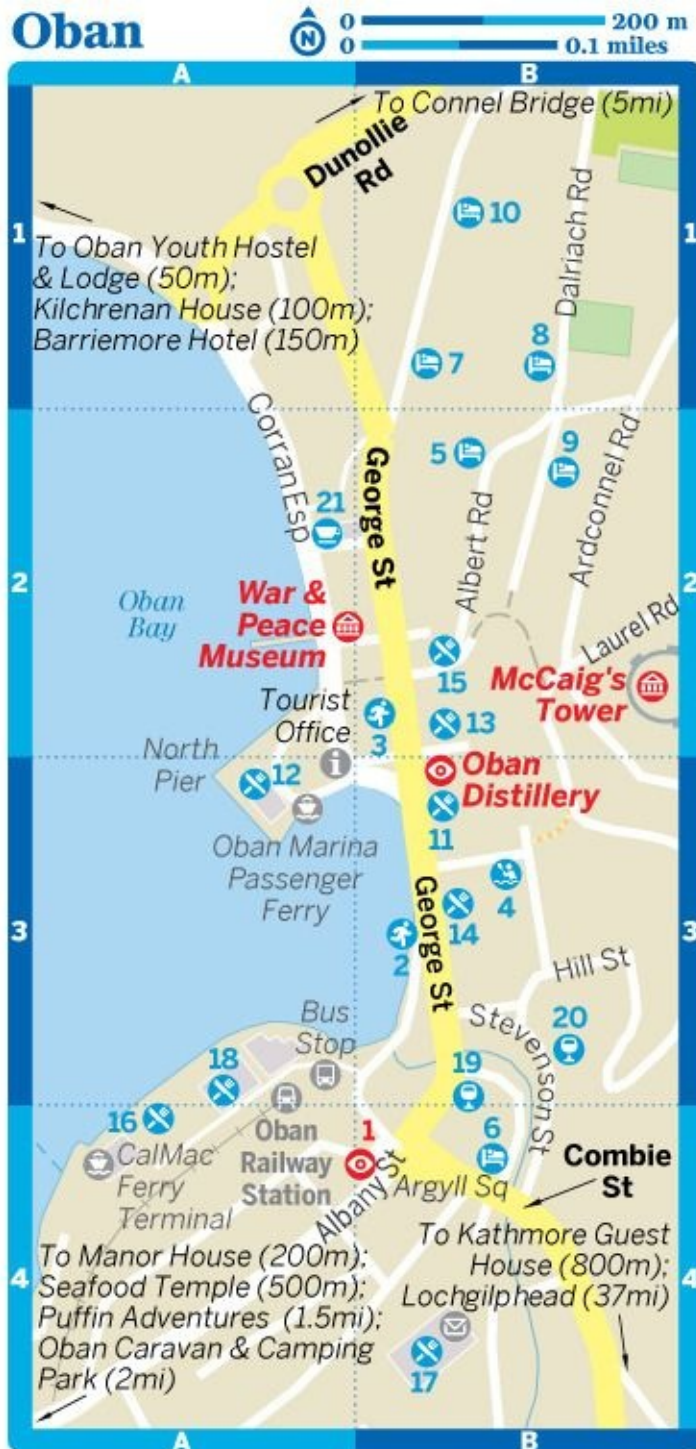 Oban
N
0 200 m
0 0.1 miles
A B
To Connel Bridge (5mi)
Dunollie
Rd
1 1
10
Dalriach Rd
To Oban Youth Hostel
& Lodge (50m);
Kilchrenan House (100m);
Barriemore Hotel (150m)
7
8
Corran Esp
George St
5
9
Ardconnel Rd
21
Albert Rd
2 2
Oban
Bay
War &
Peace
Museum
Laurel Rd
15
McCaig's
Tower
Tourist
Office
3
13
North
Pier
12
Oban
Distillery
11
Oban Marina
Passenger
Ferry
George St
4
14
3 3
2
Hill St
Bus
Stop
Stevenson St
20
18
19
16
Oban
Railway
Station
1
6
CalMac
Ferry
Terminal
Albany St
Argyll Sq
Combie
St
To Manor House (200m);
Seafood Temple (500m);
Puffin Adventures (1.5mi);
Oban Caravan & Camping
Park (2mi)
To Kathmore Guest
House (800m);
Lochgilphead (37mi)
4 4
17
A B